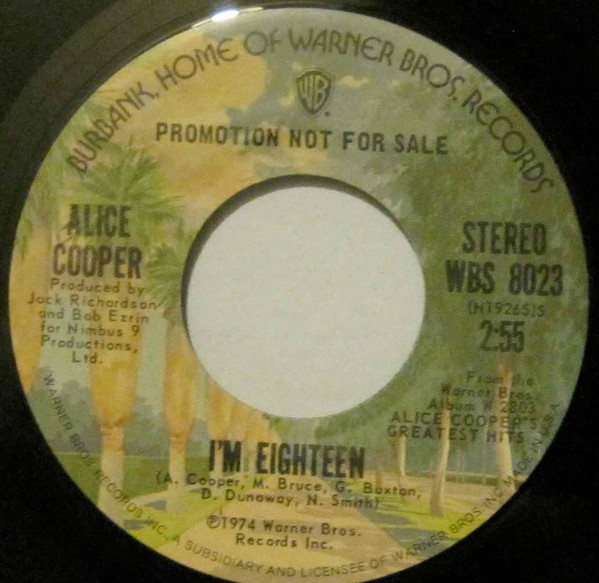 BURBANK, HOME OF WARNER BROS. RECORDS
WB
PROMOTION NOT FOR SALE
ALICE
COOPER
Produced by
Jack Richardson
and Bob Ezrin
for Nimbus 9
Productions,
Ltd.
STEREO
WBS 8023
(NT9265)S
2:55
From the
Warner Bros.
Album W 2803
ALICE COOPER'S
GREATEST HITS
I'M EIGHTEEN
(A. Cooper, M. Bruce, G. Buxton,
D. Dunaway, N. Smith)
℗1974 Warner Bros.
Records Inc.
WARNER BROS. RECORDS INC., A SUBSIDIARY AND LICENSEE OF WARNER BROS. INC. MADE IN U.S.A.